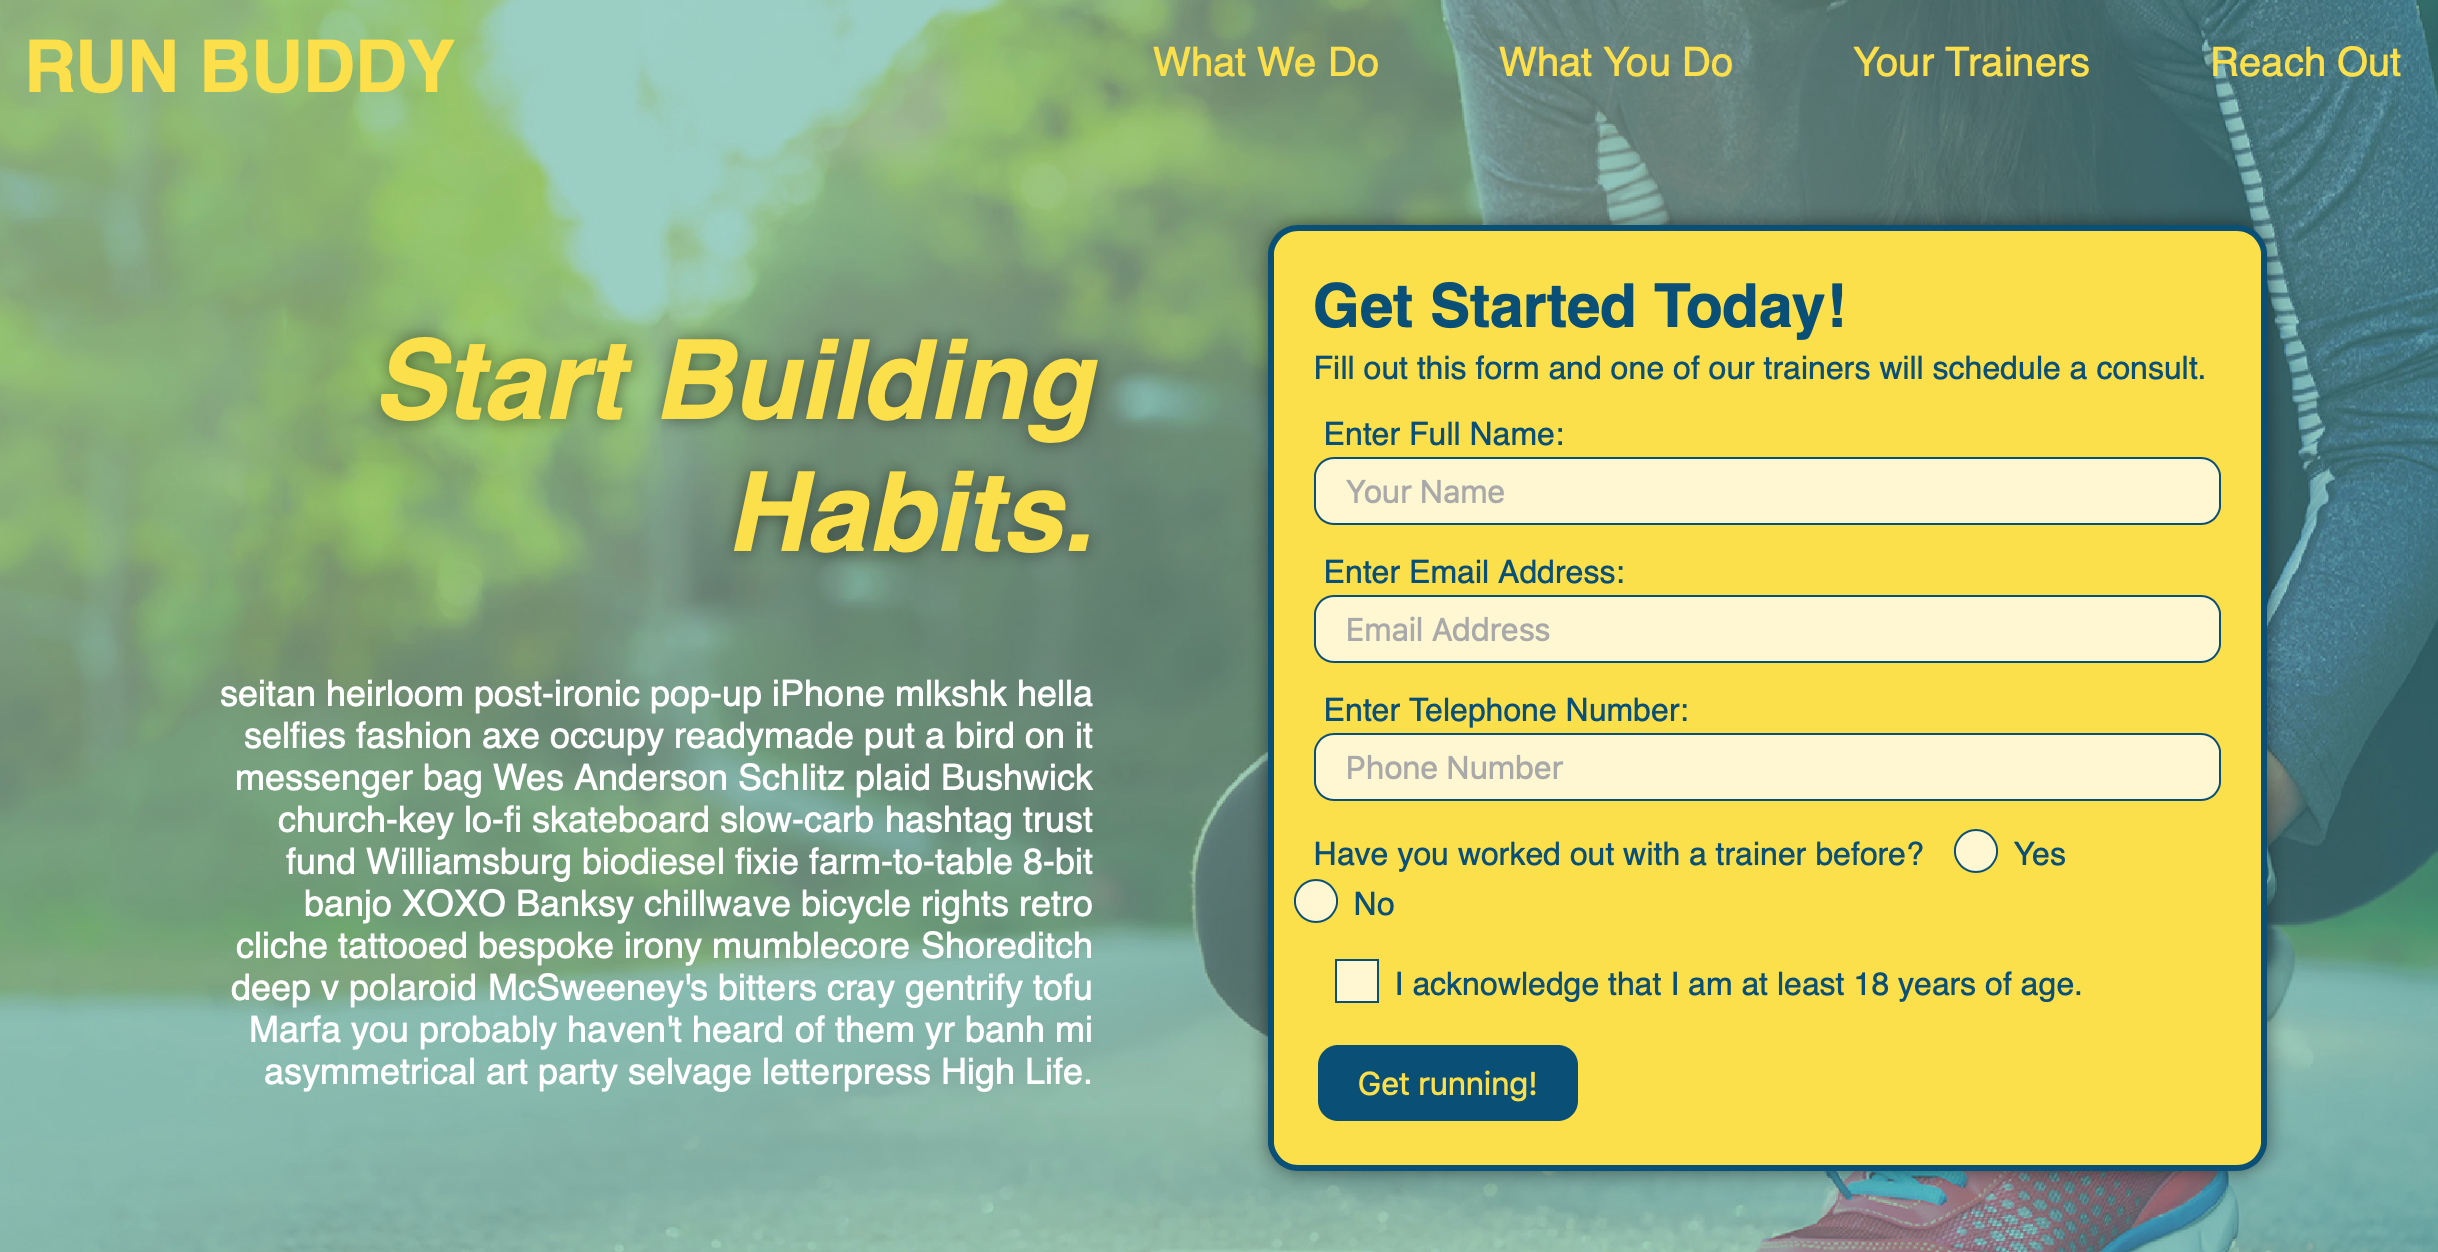 RUN BUDDY
What We Do
What You Do
Your Trainers
Reach Out
Start Building
Habits.
seitan heirloom post-ironic pop-up iPhone mlkshk hella
selfies fashion axe occupy readymade put a bird on it
messenger bag Wes Anderson Schlitz plaid Bushwick
church-key lo-fi skateboard slow-carb hashtag trust
fund Williamsburg biodiesel fixie farm-to-table 8-bit
banjo XOXO Banksy chillwave bicycle rights retro
cliche tattooed bespoke irony mumblecore Shoreditch
deep v polaroid McSweeney's bitters cray gentrify tofu
Marfa you probably haven't heard of them yr banh mi
asymmetrical art party selvage letterpress High Life.
Get Started Today!
Fill out this form and one of our trainers will schedule a consult.
Enter Full Name:
Your Name
Enter Email Address:
Email Address
Enter Telephone Number:
Phone Number
Have you worked out with a trainer before? Yes
No
I acknowledge that I am at least 18 years of age.
Get running!